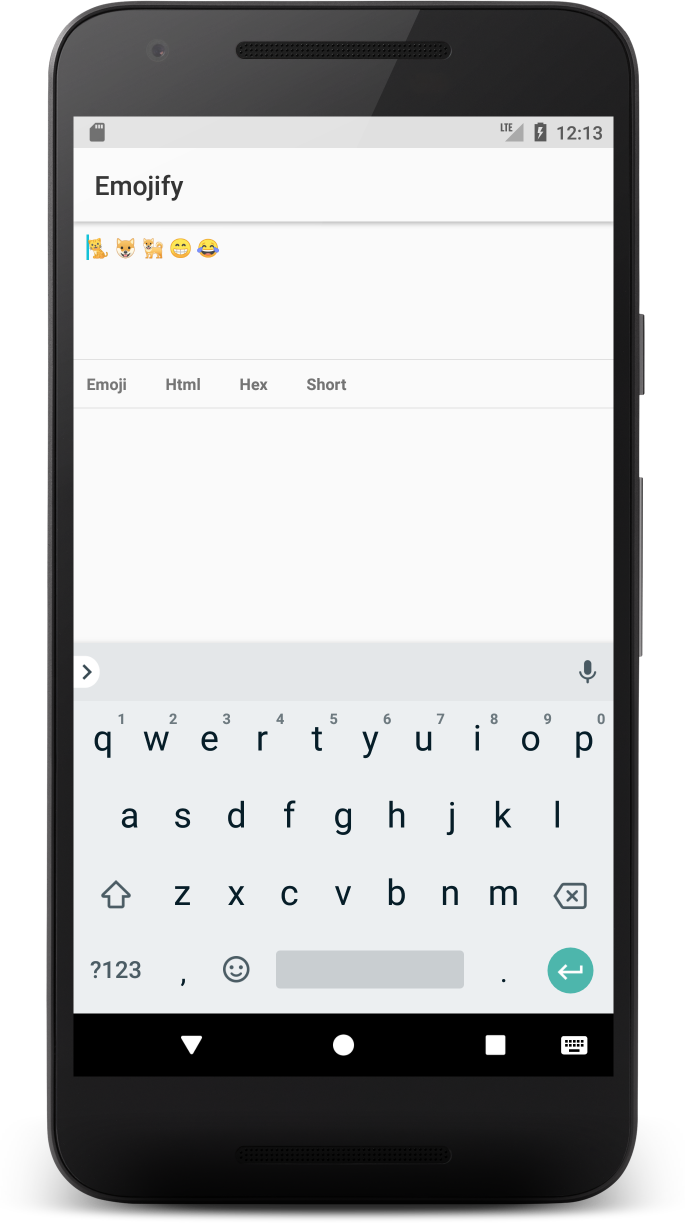 LTE 12:13
Emojify
🐈 🐶 🐕 😁 😂
Emoji Html Hex Short
1 2 3 4 5 6 7 8 9 0
q w e r t y u i o p
a s d f g h j k l
z x c v b n m
?123 , .